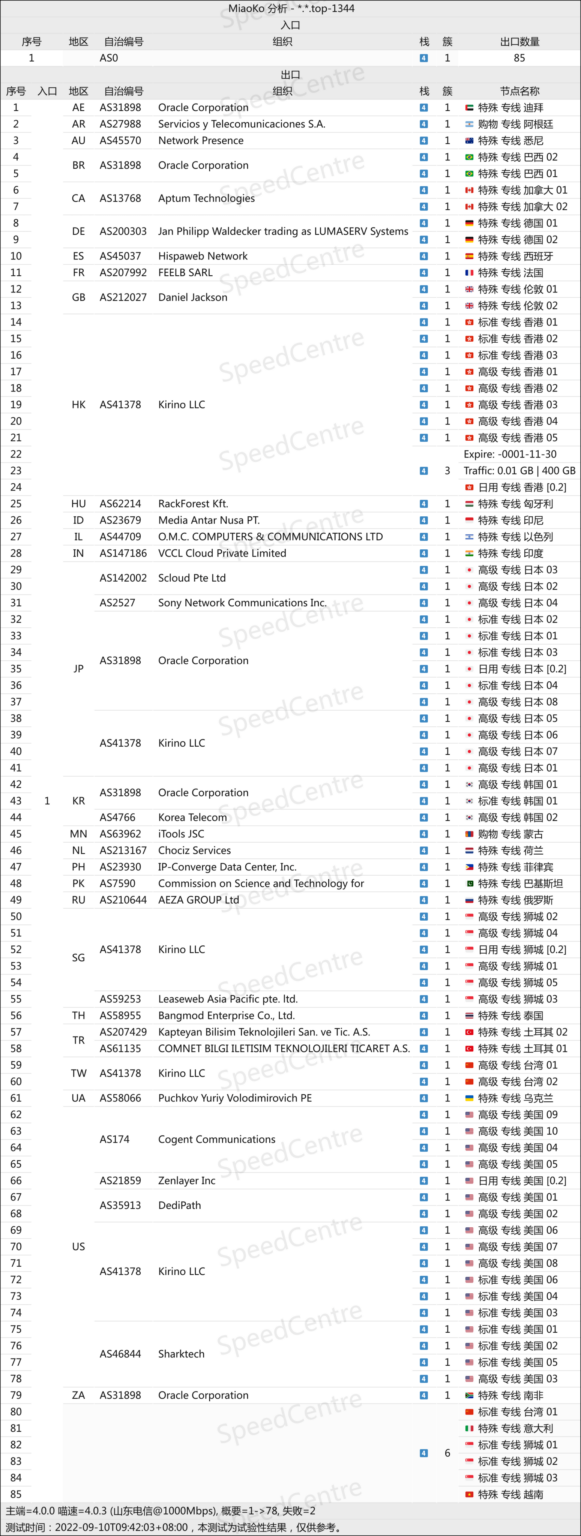 MiaoKo 分析 - *.*.top-1344
入口
序号 地区 自治编号 组织 栈 簇 出口数量
1 AS0 4 1 85
出口
序号 入口 地区 自治编号 组织 栈 簇 节点名称
1 AE AS31898 Oracle Corporation 4 1 特殊 专线 迪拜
2 AR AS27988 Servicios y Telecomunicaciones S.A. 4 1 购物 专线 阿根廷
3 AU AS45570 Network Presence 4 1 特殊 专线 悉尼
4 BR AS31898 Oracle Corporation 4 1 特殊 专线 巴西 02
5 4 1 特殊 专线 巴西 01
6 CA AS13768 Aptum Technologies 4 1 特殊 专线 加拿大 01
7 4 1 特殊 专线 加拿大 02
8 DE AS200303 Jan Philipp Waldecker trading as LUMASERV Systems 4 1 特殊 专线 德国 01
9 4 1 特殊 专线 德国 02
10 ES AS45037 Hispaweb Network 4 1 特殊 专线 西班牙
11 FR AS207992 FEELB SARL 4 1 特殊 专线 法国
12 GB AS212027 Daniel Jackson 4 1 特殊 专线 伦敦 01
13 4 1 特殊 专线 伦敦 02
14 4 1 标准 专线 香港 01
15 4 1 标准 专线 香港 02
16 4 1 标准 专线 香港 03
17 4 1 高级 专线 香港 01
18 4 1 高级 专线 香港 02
19 HK AS41378 Kirino LLC 4 1 高级 专线 香港 03
20 4 1 高级 专线 香港 04
21 4 1 高级 专线 香港 05
22 Expire: -0001-11-30
23 4 3 Traffic: 0.01 GB | 400 GB
24 日用 专线 香港 [0.2]
25 HU AS62214 RackForest Kft. 4 1 特殊 专线 匈牙利
26 ID AS23679 Media Antar Nusa PT. 4 1 特殊 专线 印尼
27 IL AS44709 O.M.C. COMPUTERS & COMMUNICATIONS LTD 4 1 特殊 专线 以色列
28 IN AS147186 VCCL Cloud Private Limited 4 1 特殊 专线 印度
29 AS142002 Scloud Pte Ltd 4 1 高级 专线 日本 03
30 4 1 高级 专线 日本 02
31 AS2527 Sony Network Communications Inc. 4 1 高级 专线 日本 04
32 4 1 标准 专线 日本 02
33 4 1 标准 专线 日本 01
34 AS31898 Oracle Corporation 4 1 标准 专线 日本 03
35 JP 4 1 日用 专线 日本 [0.2]
36 4 1 标准 专线 日本 04
37 4 1 高级 专线 日本 08
38 4 1 高级 专线 日本 05
39 AS41378 Kirino LLC 4 1 高级 专线 日本 06
40 4 1 高级 专线 日本 07
41 4 1 高级 专线 日本 01
42 AS31898 Oracle Corporation 4 1 高级 专线 韩国 01
43 1 KR 4 1 标准 专线 韩国 01
44 AS4766 Korea Telecom 4 1 高级 专线 韩国 02
45 MN AS63962 iTools JSC 4 1 购物 专线 蒙古
46 NL AS213167 Chociz Services 4 1 特殊 专线 荷兰
47 PH AS23930 IP-Converge Data Center, Inc. 4 1 特殊 专线 菲律宾
48 PK AS7590 Commission on Science and Technology for 4 1 特殊 专线 巴基斯坦
49 RU AS210644 AEZA GROUP Ltd 4 1 特殊 专线 俄罗斯
50 4 1 高级 专线 狮城 02
51 4 1 高级 专线 狮城 04
52 SG AS41378 Kirino LLC 4 1 日用 专线 狮城 [0.2]
53 4 1 高级 专线 狮城 01
54 4 1 高级 专线 狮城 05
55 AS59253 Leaseweb Asia Pacific pte. ltd. 4 1 高级 专线 狮城 03
56 TH AS58955 Bangmod Enterprise Co., Ltd. 4 1 特殊 专线 泰国
57 TR AS207429 Kapteyan Bilisim Teknolojileri San. ve Tic. A.S. 4 1 特殊 专线 土耳其 02
58 AS61135 COMNET BILGI ILETISIM TEKNOLOJILERI TICARET A.S. 4 1 特殊 专线 土耳其 01
59 TW AS41378 Kirino LLC 4 1 高级 专线 台湾 01
60 4 1 高级 专线 台湾 02
61 UA AS58066 Puchkov Yuriy Volodimirovich PE 4 1 特殊 专线 乌克兰
62 4 1 高级 专线 美国 09
63 AS174 Cogent Communications 4 1 高级 专线 美国 10
64 4 1 高级 专线 美国 04
65 4 1 高级 专线 美国 05
66 AS21859 Zenlayer Inc 4 1 日用 专线 美国 [0.2]
67 AS35913 DediPath 4 1 高级 专线 美国 01
68 4 1 高级 专线 美国 02
69 4 1 高级 专线 美国 06
70 US 4 1 高级 专线 美国 07
71 AS41378 Kirino LLC 4 1 高级 专线 美国 08
72 4 1 标准 专线 美国 06
73 4 1 标准 专线 美国 04
74 4 1 标准 专线 美国 03
75 4 1 标准 专线 美国 01
76 AS46844 Sharktech 4 1 标准 专线 美国 02
77 4 1 标准 专线 美国 05
78 4 1 高级 专线 美国 03
79 ZA AS31898 Oracle Corporation 4 1 特殊 专线 南非
80 标准 专线 台湾 01
81 特殊 专线 意大利
82 4 6 标准 专线 狮城 01
83 标准 专线 狮城 02
84 标准 专线 狮城 03
85 特殊 专线 越南
主端=4.0.0 喵速=4.0.3 (山东电信@1000Mbps), 概要=1->78, 失败=2
测试时间：2022-09-10T09:42:03+08:00，本测试为试验性结果，仅供参考。